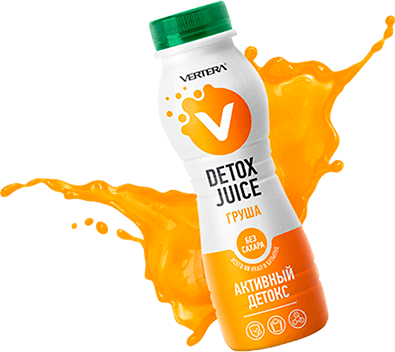 VERTERA
V
DETOX
JUICE
ГРУША
БЕЗ
САХАРА
АКТИВНЫЙ
ДЕТОКС